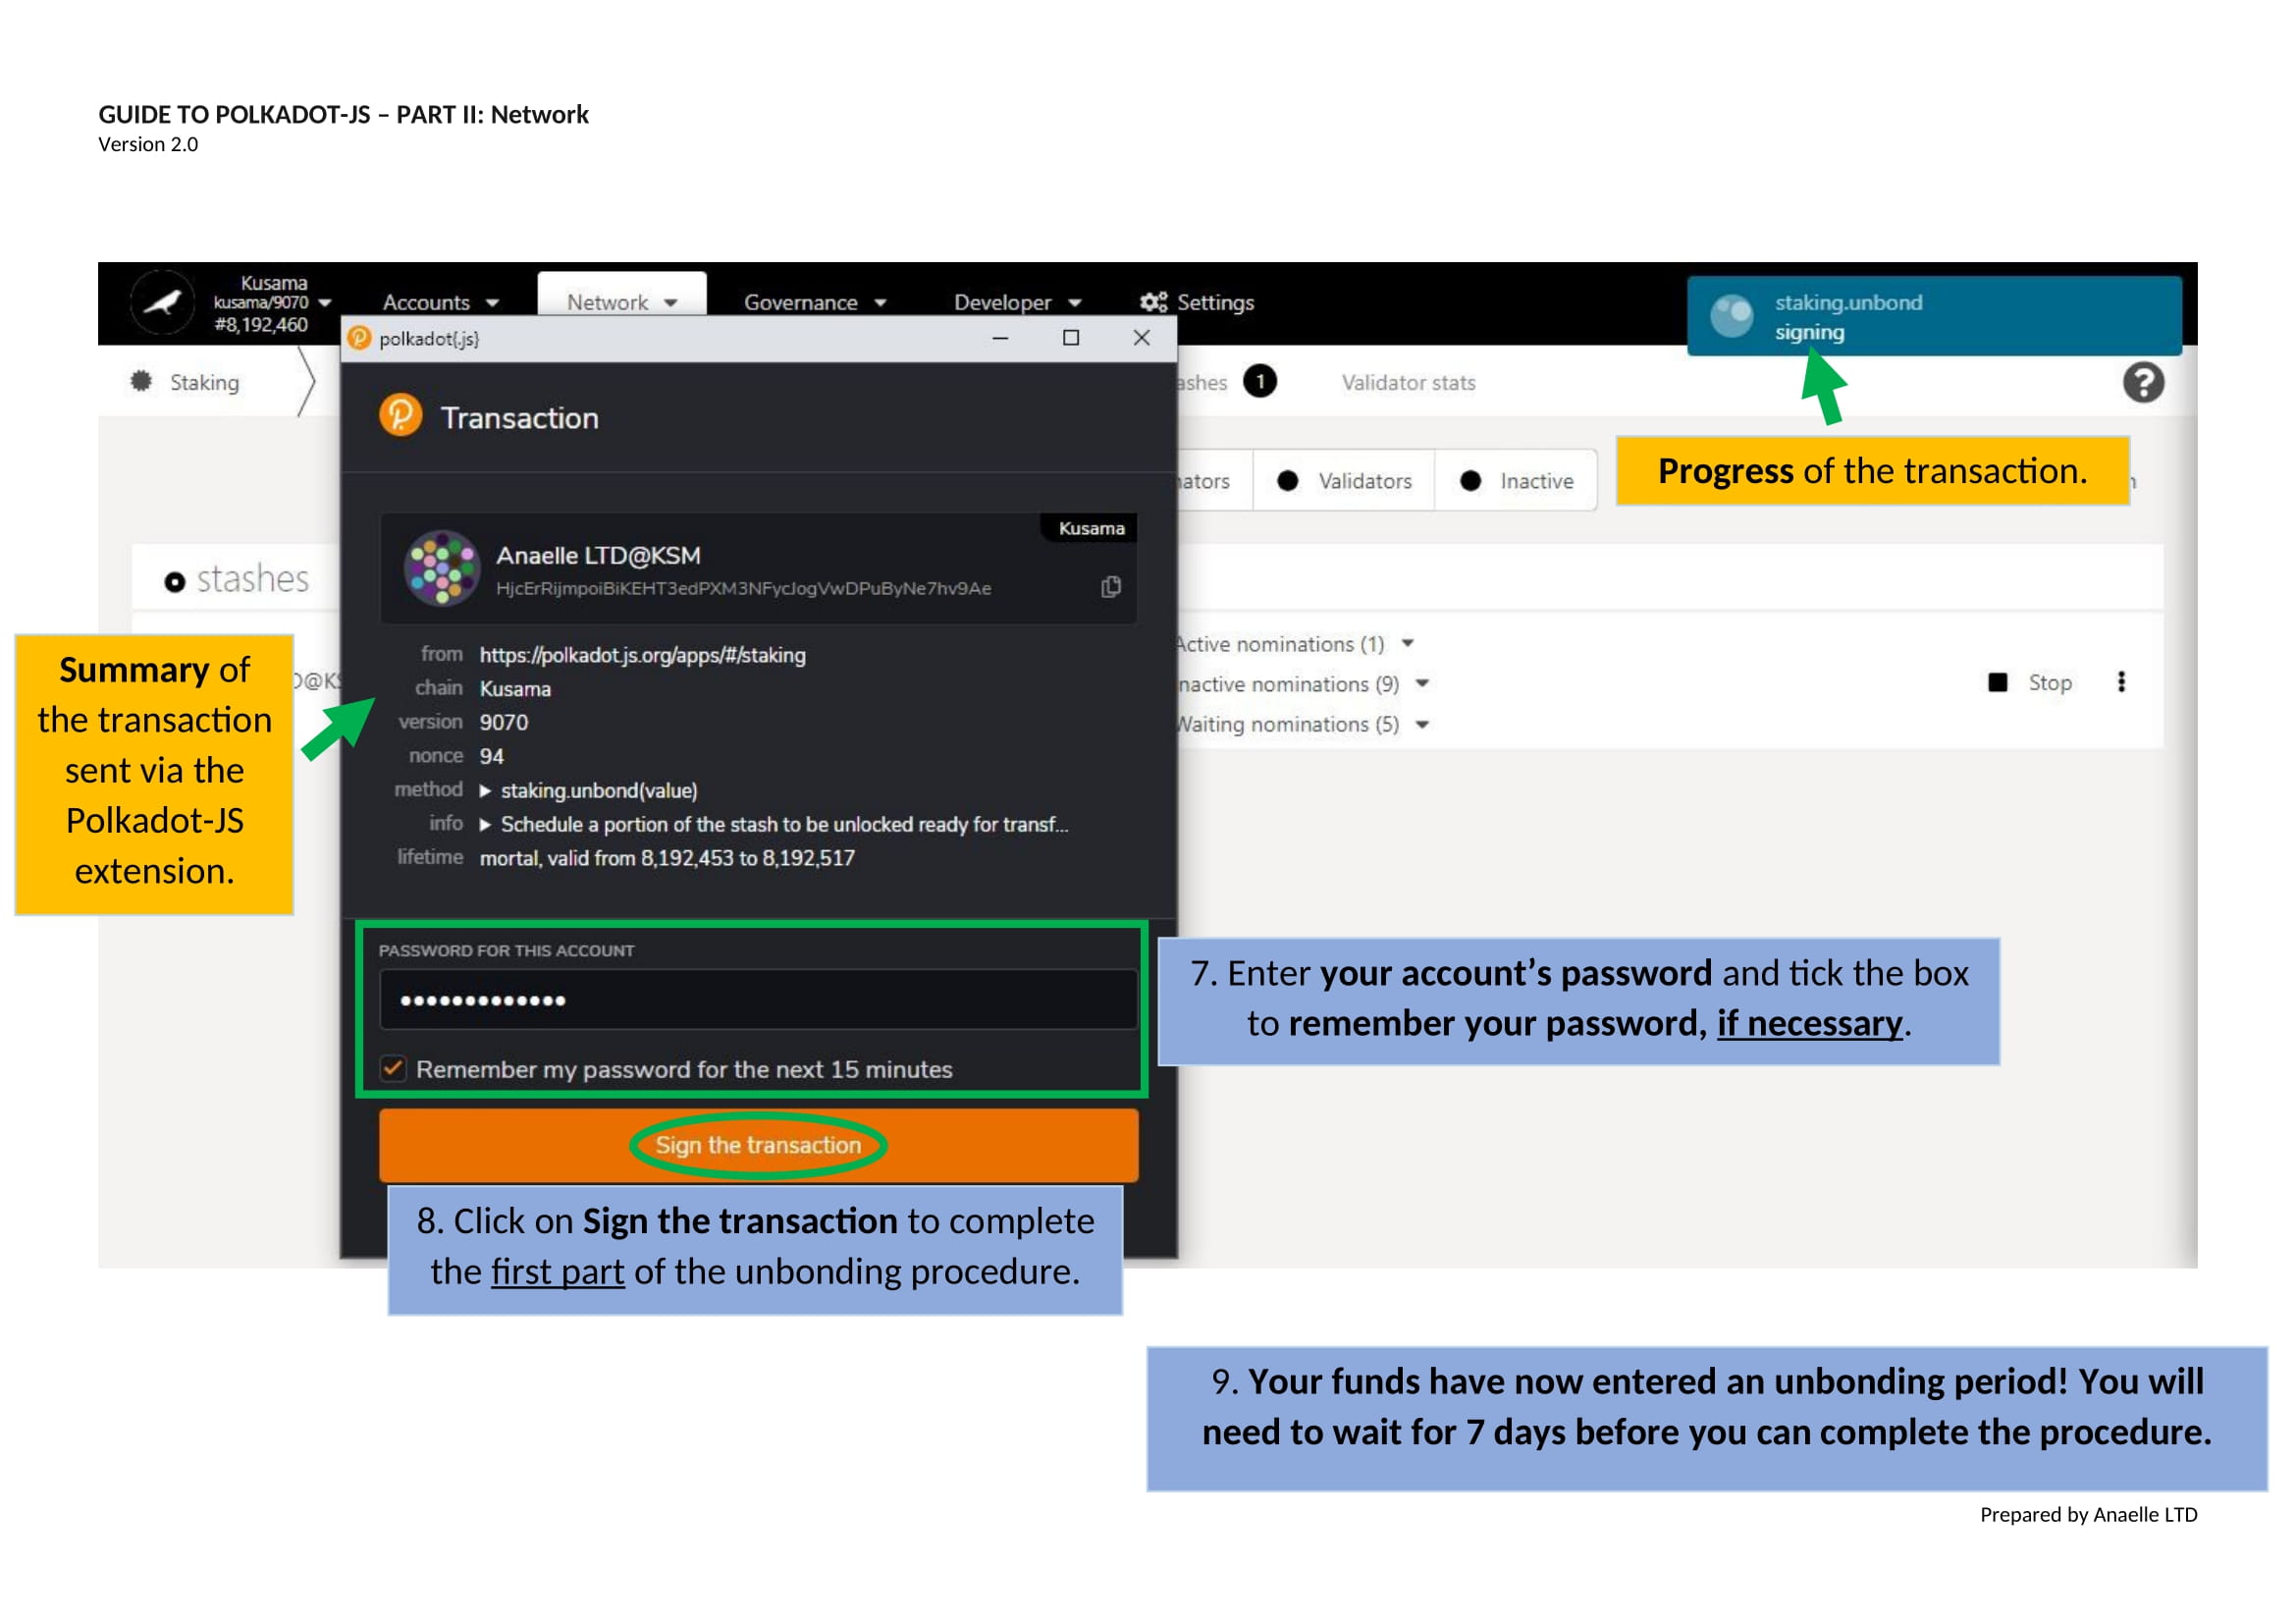 GUIDE TO POLKADOT-JS – PART II: Network
Version 2.0
Kusama
kusama/9070
#8,192,460
Accounts
Network
Governance
Developer
Settings
staking.unbond
signing
polkadot{.js}
Staking
ashes 1
Validator stats
?
Transaction
Progress of the transaction.
Validators
Inactive
Kusama
Anaelle LTD@KSM
HjcErRijmpoiBiKEHT3edPXM3NFycJogVwDPuByNe7hv9Ae
stashes
Summary of
the transaction
sent via the
Polkadot-JS
extension.
from https://polkadot.js.org/apps/#/staking
chain Kusama
version 9070
nonce 94
method staking.unbond(value)
info Schedule a portion of the stash to be unlocked ready for transf...
lifetime mortal, valid from 8,192,453 to 8,192,517
Active nominations (1)
nactive nominations (9)
Waiting nominations (5)
Stop
PASSWORD FOR THIS ACCOUNT
•••••••••••••
Remember my password for the next 15 minutes
7. Enter your account’s password and tick the box
to remember your password, if necessary.
Sign the transaction
8. Click on Sign the transaction to complete
the first part of the unbonding procedure.
9. Your funds have now entered an unbonding period! You will
need to wait for 7 days before you can complete the procedure.
Prepared by Anaelle LTD